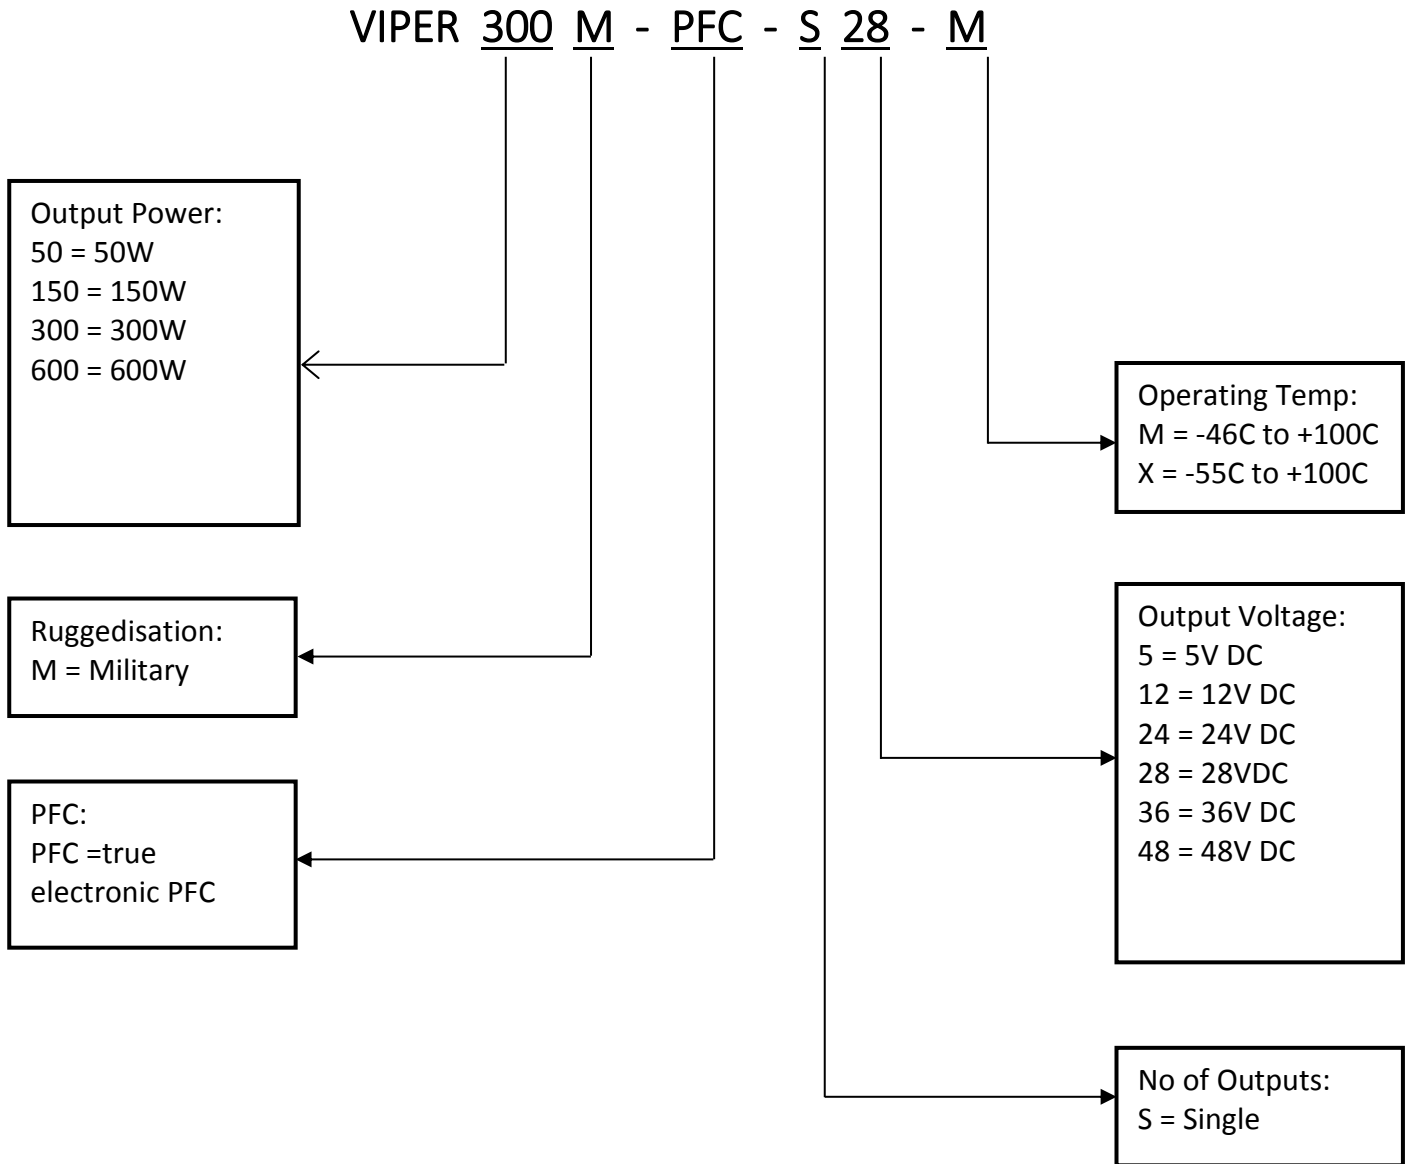 VIPER 300 M - PFC - S 28 - M
Output Power:
50 = 50W
150 = 150W
300 = 300W
600 = 600W
Ruggedisation:
M = Military
PFC:
PFC =true
electronic PFC
Operating Temp:
M = -46C to +100C
X = -55C to +100C
Output Voltage:
5 = 5V DC
12 = 12V DC
24 = 24V DC
28 = 28VDC
36 = 36V DC
48 = 48V DC
No of Outputs:
S = Single